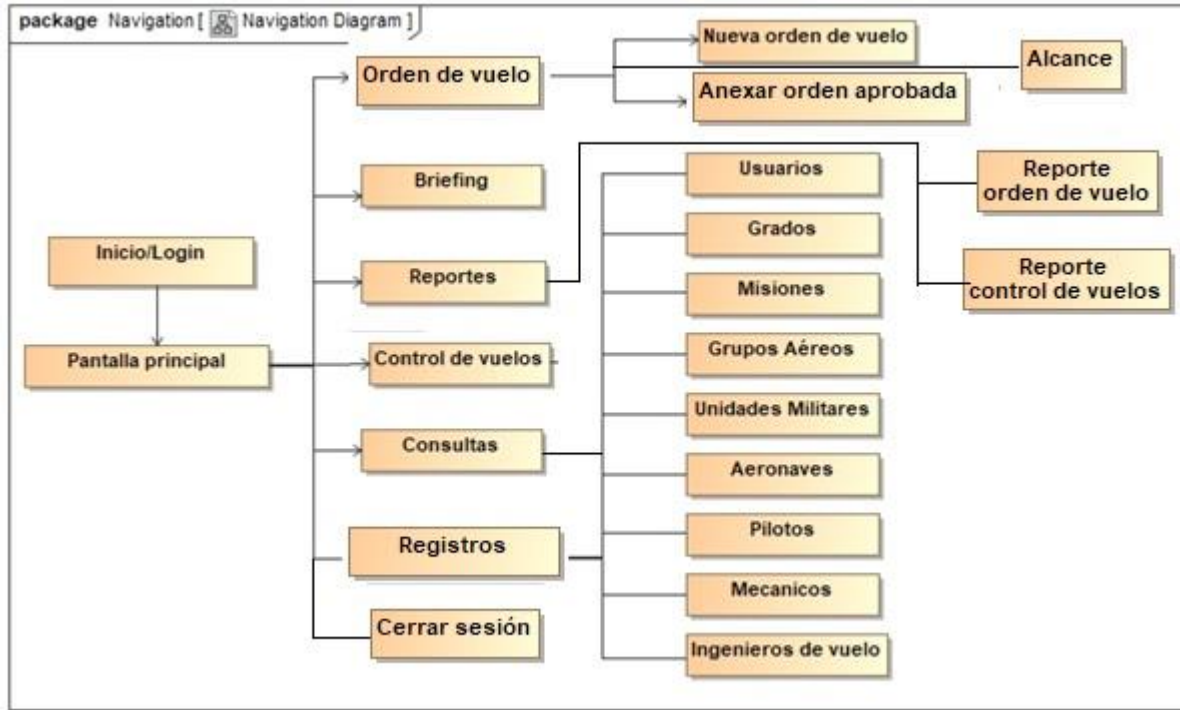 package Navigation [ Navigation Diagram ]
Nueva orden de vuelo
Orden de vuelo
Alcance
Anexar orden aprobada
Usuarios
Reporte
orden de vuelo
Briefing
Grados
Inicio/Login
Reportes
Misiones
Reporte
control de vuelos
Pantalla principal
Control de vuelos
Grupos Aéreos
Unidades Militares
Consultas
Aeronaves
Pilotos
Registros
Mecanicos
Cerrar sesión
Ingenieros de vuelo